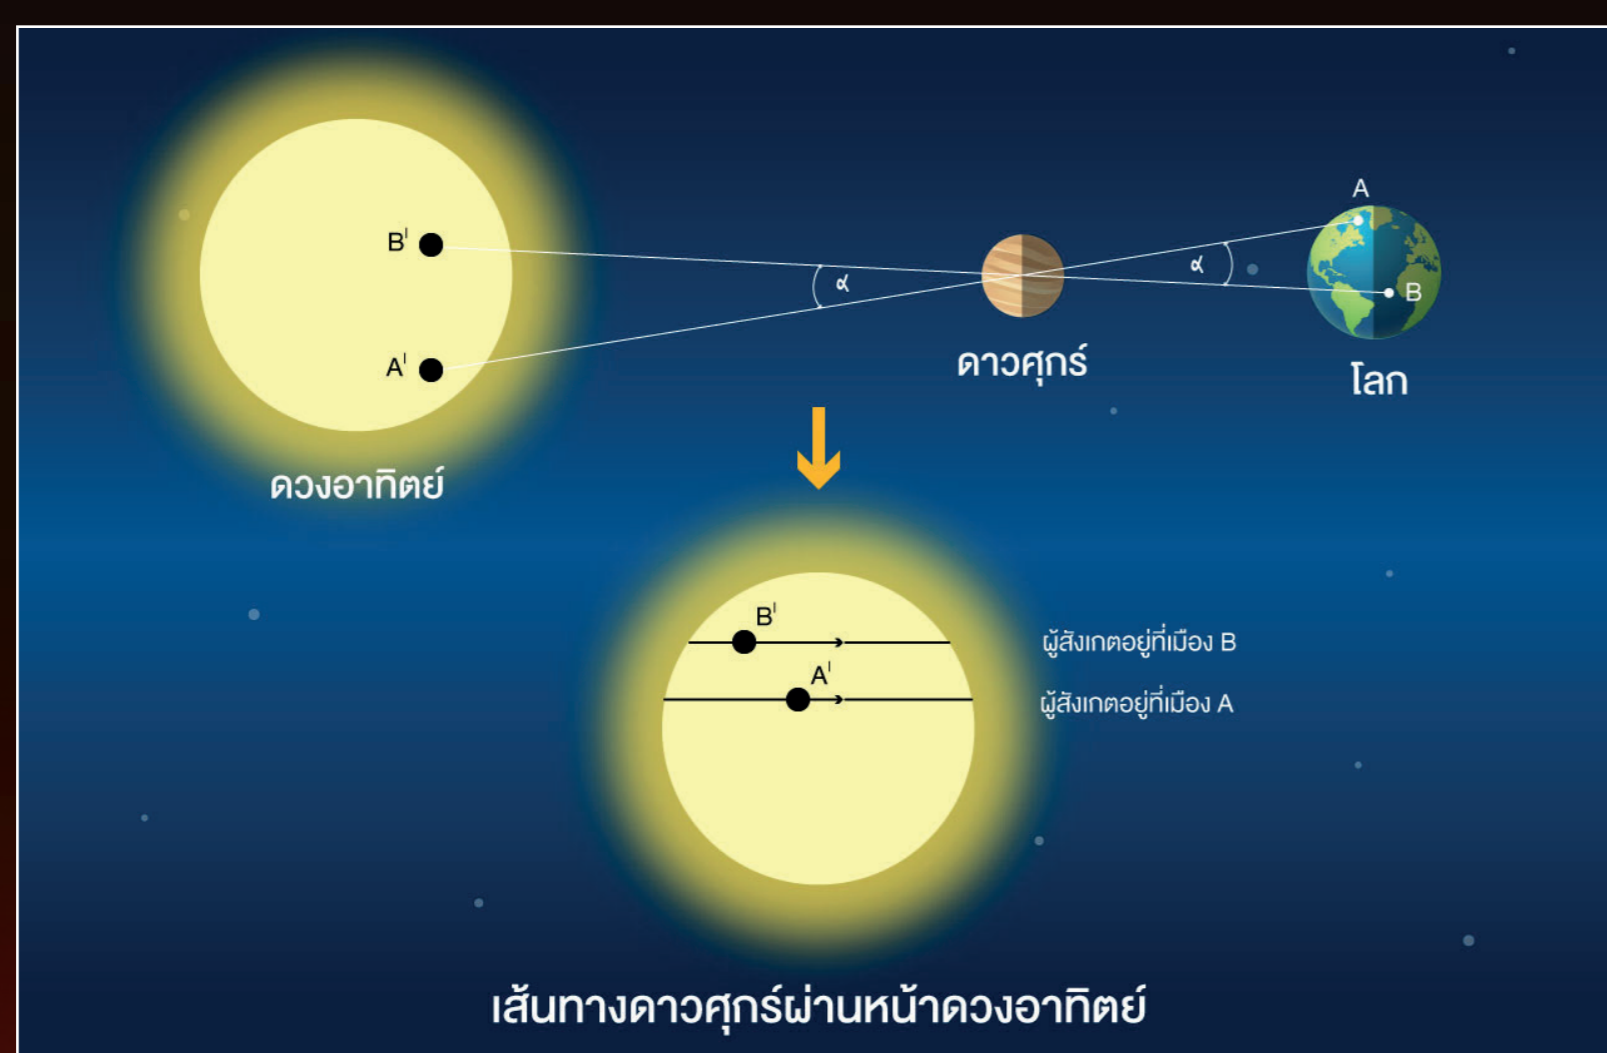 A
B'
α
α
B
A'
ดาวศุกร์
โลก
ดวงอาทิตย์
B'
ผู้สังเกตอยู่ที่เมือง B
A'
ผู้สังเกตอยู่ที่เมือง A
เส้นทางดาวศุกร์ผ่านหน้าดวงอาทิตย์